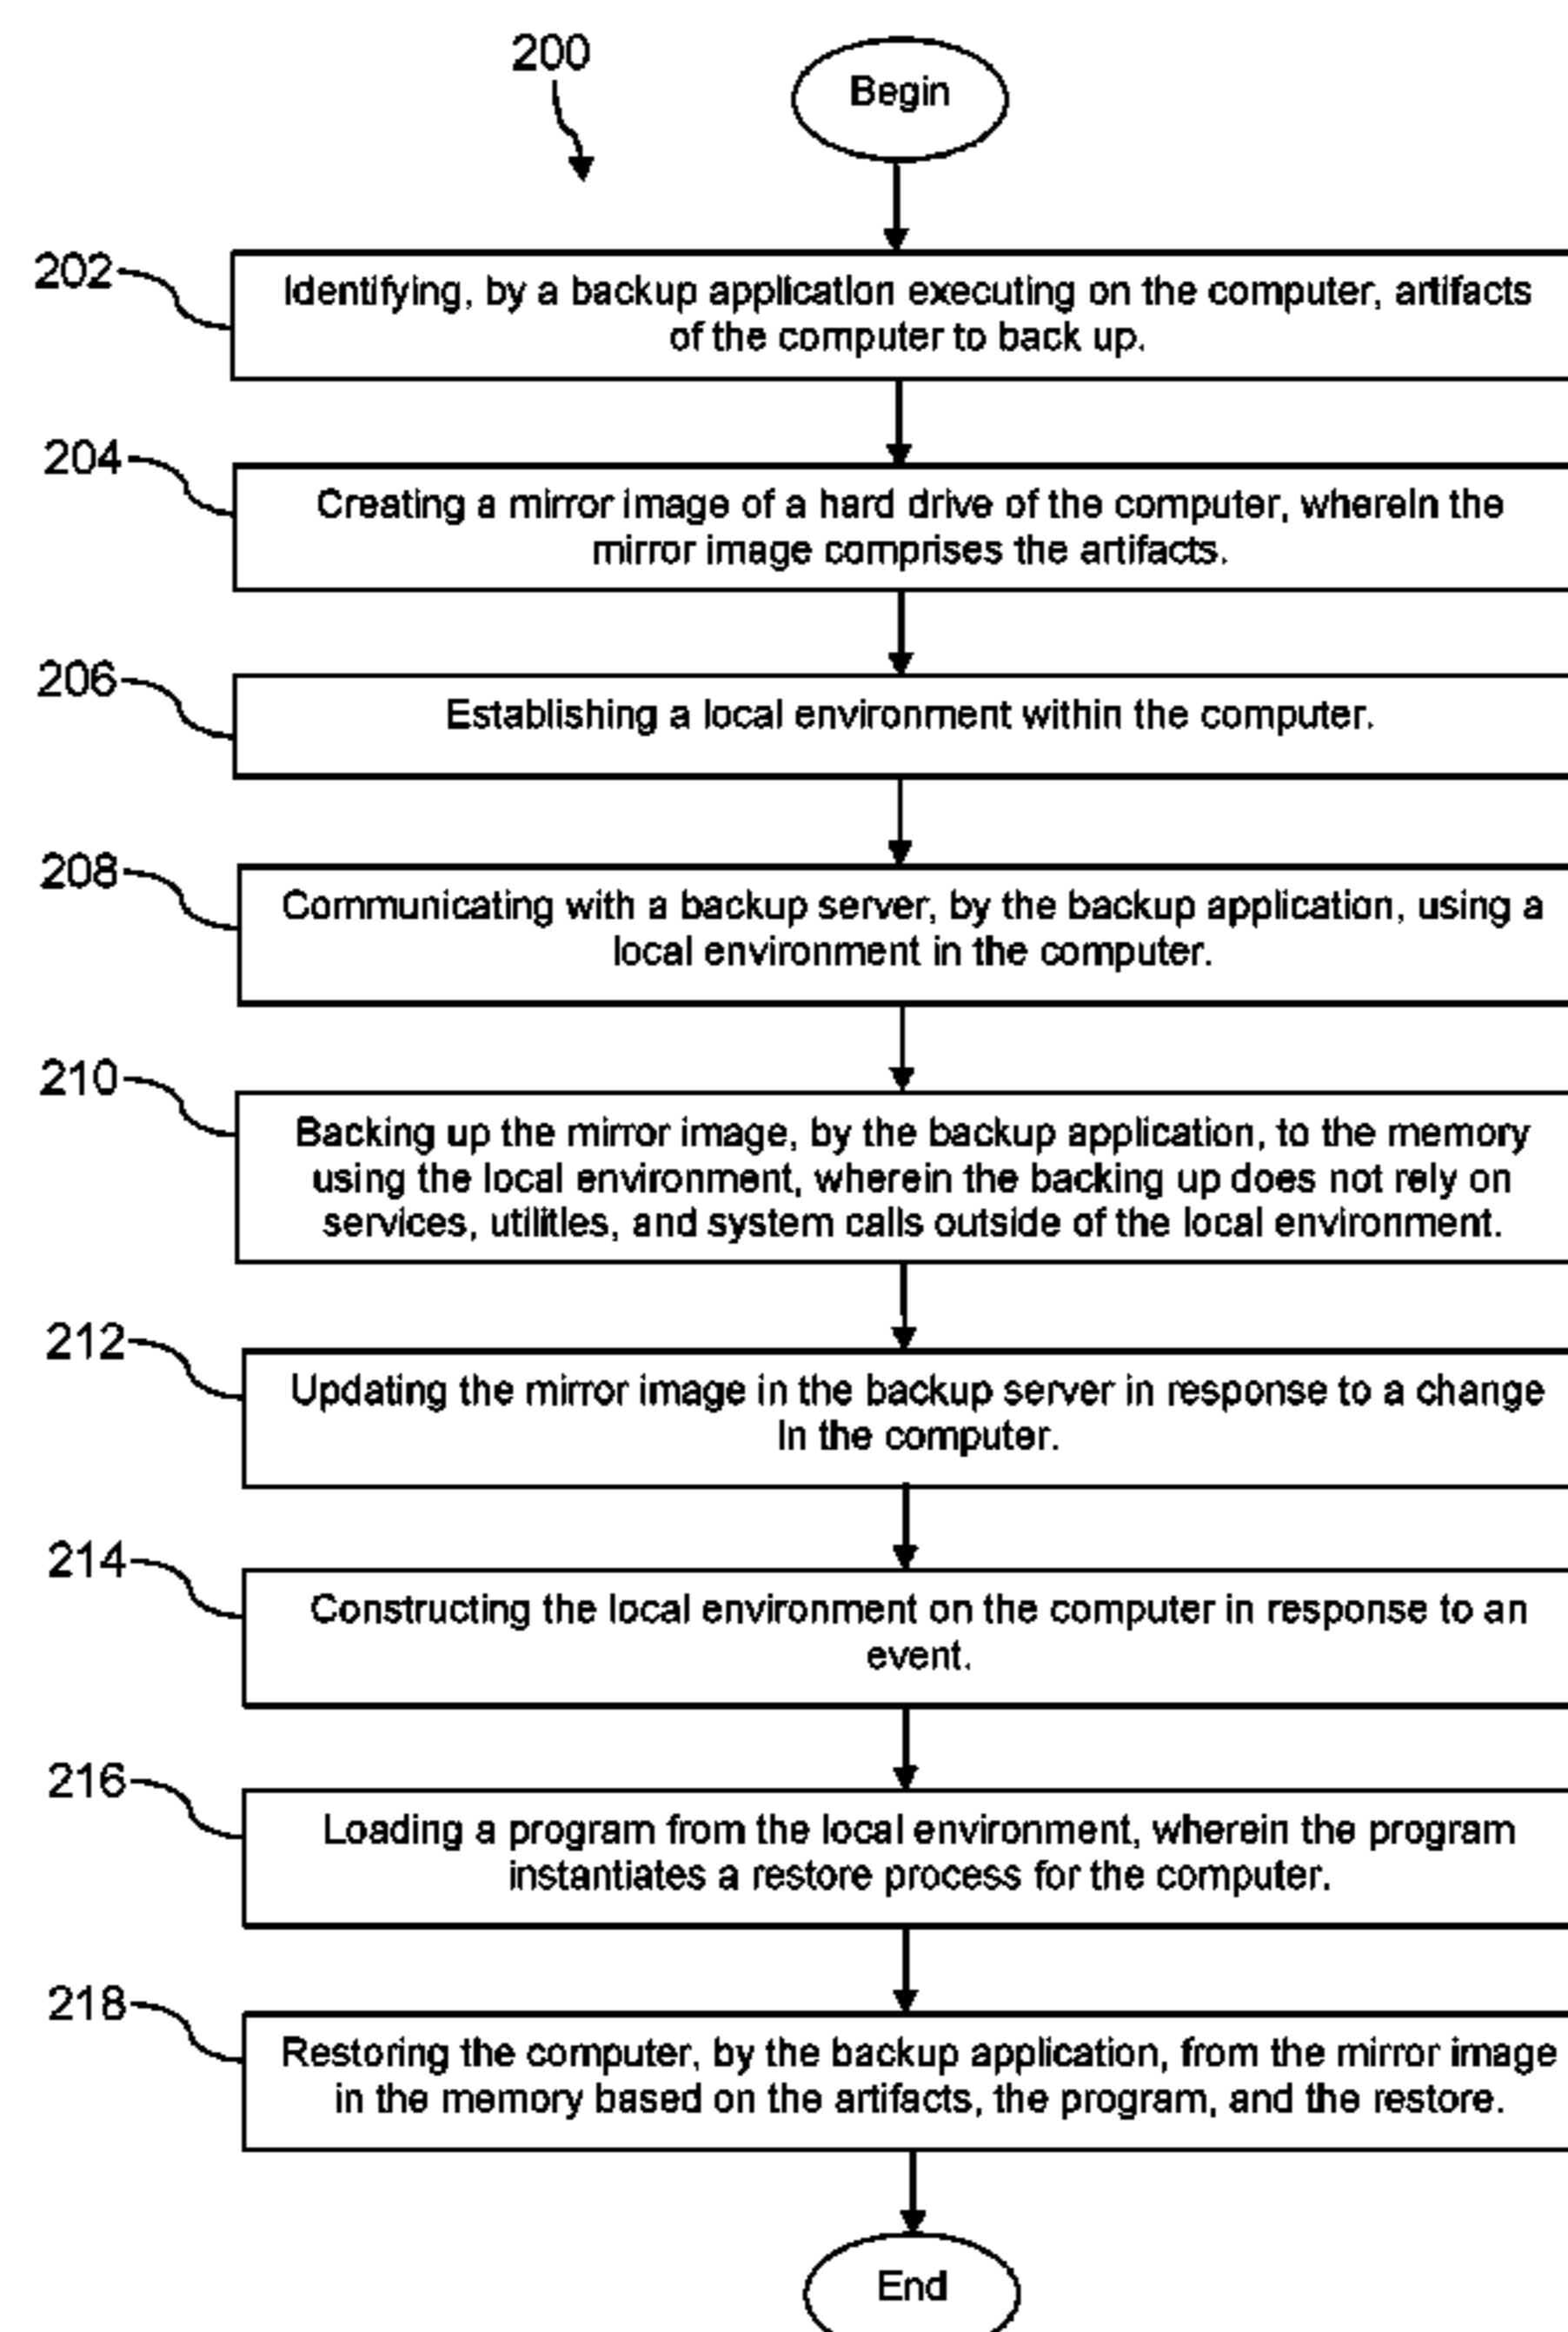 200
Begin
202
Identifying, by a backup application executing on the computer, artifacts
of the computer to back up.
204
Creating a mirror image of a hard drive of the computer, wherein the
mirror image comprises the artifacts.
206
Establishing a local environment within the computer.
208
Communicating with a backup server, by the backup application, using a
local environment in the computer.
210
Backing up the mirror image, by the backup application, to the memory
using the local environment, wherein the backing up does not rely on
services, utilities, and system calls outside of the local environment.
212
Updating the mirror image in the backup server in response to a change
in the computer.
214
Constructing the local environment on the computer in response to an
event.
216
Loading a program from the local environment, wherein the program
instantiates a restore process for the computer.
218
Restoring the computer, by the backup application, from the mirror image
in the memory based on the artifacts, the program, and the restore.
End